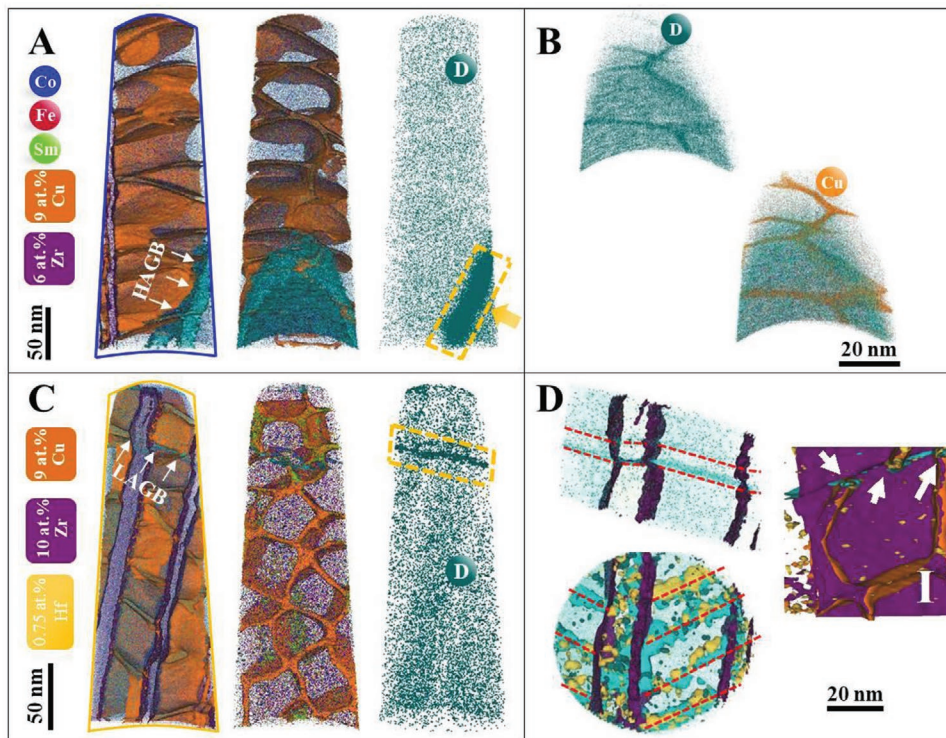 A
Co
Fe
Sm
9 at.%
Cu
6 at.%
Zr
50 nm
HAGB
D
B
D
Cu
20 nm
C
9 at.%
Cu
10 at.%
Zr
0.75 at.%
Hf
50 nm
LAGB
D
D
I
20 nm